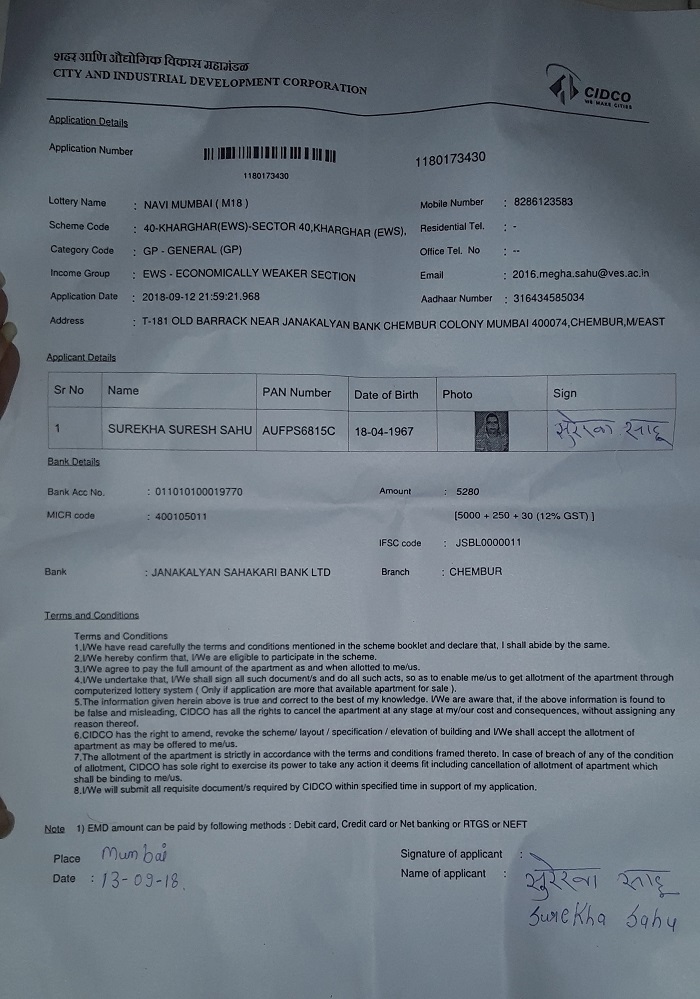 शहर आणि औद्योगिक विकास महामंडळ
CITY AND INDUSTRIAL DEVELOPMENT CORPORATION
CIDCO
WE MAKE CITIES
Application Details
Application Number 1180173430
1180173430
Lottery Name : NAVI MUMBAI ( M18 ) Mobile Number : 8286123583
Scheme Code : 40-KHARGHAR(EWS)-SECTOR 40,KHARGHAR (EWS). Residential Tel. : -
Category Code : GP - GENERAL (GP) Office Tel. No : --
Income Group : EWS - ECONOMICALLY WEAKER SECTION Email : 2016.megha.sahu@ves.ac.in
Application Date : 2018-09-12 21:59:21.968 Aadhaar Number : 316434585034
Address : T-181 OLD BARRACK NEAR JANAKALYAN BANK CHEMBUR COLONY MUMBAI 400074,CHEMBUR,M/EAST
Applicant Details
Sr No Name PAN Number Date of Birth Photo Sign
1 SUREKHA SURESH SAHU AUFPS6815C 18-04-1967 सुरेखा साहू
Bank Details
Bank Acc No. : 011010100019770 Amount : 5280
MICR code : 400105011 [5000 + 250 + 30 (12% GST) ]
IFSC code : JSBL0000011
Bank : JANAKALYAN SAHAKARI BANK LTD Branch : CHEMBUR
Terms and Conditions
Terms and Conditions
1.I/We have read carefully the terms and conditions mentioned in the scheme booklet and declare that, I shall abide by the same.
2.I/We hereby confirm that, I/We are eligible to participate in the scheme.
3.I/We agree to pay the full amount of the apartment as and when allotted to me/us.
4.I/We undertake that, I/We shall sign all such document/s and do all such acts, so as to enable me/us to get allotment of the apartment through
computerized lottery system ( Only if application are more that available apartment for sale ).
5.The information given herein above is true and correct to the best of my knowledge. I/We are aware that, if the above information is found to
be false and misleading, CIDCO has all the rights to cancel the apartment at any stage at my/our cost and consequences, without assigning any
reason thereof.
6.CIDCO has the right to amend, revoke the scheme/ layout / specification / elevation of building and I/We shall accept the allotment of
apartment as may be offered to me/us.
7.The allotment of the apartment is strictly in accordance with the terms and conditions framed thereto. In case of breach of any of the condition
of allotment, CIDCO has sole right to exercise its power to take any action it deems fit including cancellation of allotment of apartment which
shall be binding to me/us.
8.I/We will submit all requisite document/s required by CIDCO within specified time in support of my application.
Note 1) EMD amount can be paid by following methods : Debit card, Credit card or Net banking or RTGS or NEFT
Place Mumbai Signature of applicant :
Date : 13-09-18. Name of applicant : सुरेखा साहू
Surekha Sahu